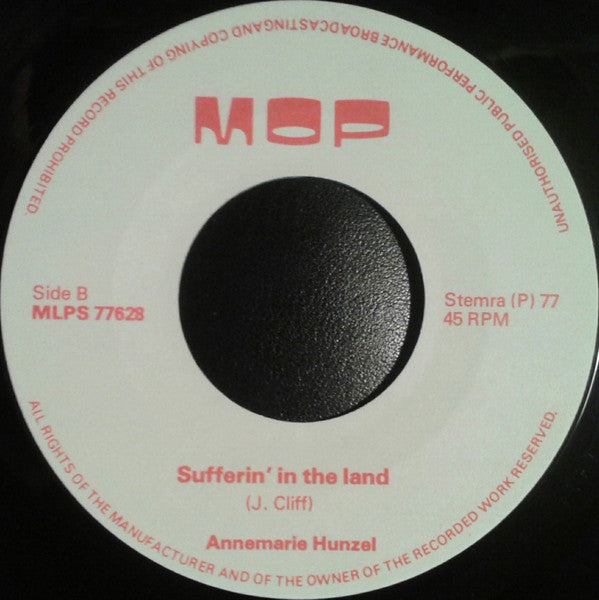 UNAUTHORISED PUBLIC PERFORMANCE BROADCASTING AND COPYING OF THIS RECORD PROHIBITED.
MOP
Side B
MLPS 77628
Stemra (P) 77
45 RPM
Sufferin' in the land
(J. Cliff)
Annemarie Hunzel
ALL RIGHTS OF THE MANUFACTURER AND OF THE OWNER OF THE RECORDED WORK RESERVED.